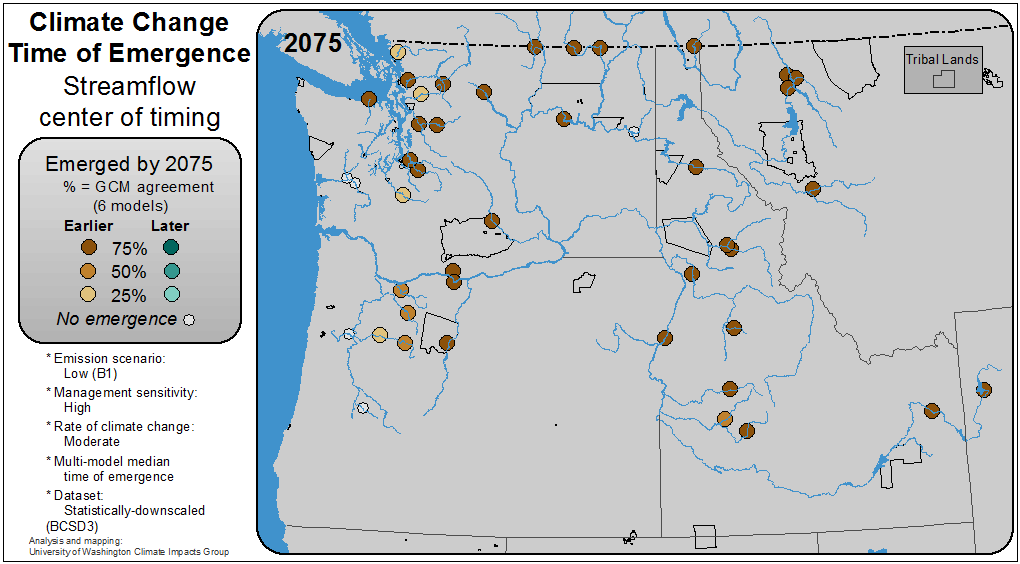 Climate Change
Time of Emergence
Streamflow
center of timing
Emerged by 2075
% = GCM agreement
(6 models)
Earlier Later
75%
50%
25%
No emergence
* Emission scenario:
Low (B1)
* Management sensitivity:
High
* Rate of climate change:
Moderate
* Multi-model median
time of emergence
* Dataset:
Statistically-downscaled
(BCSD3)
Analysis and mapping:
University of Washington Climate Impacts Group
2075
Tribal Lands